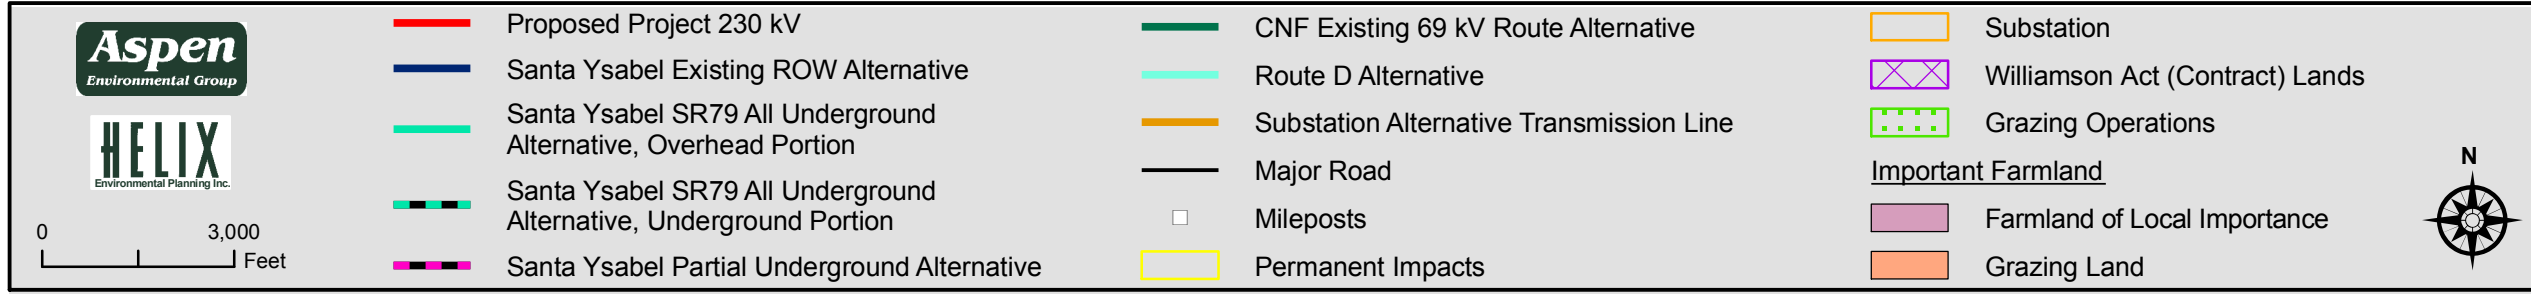 Aspen
Environmental Group
HELIX
Environmental Planning Inc.
0 3,000
Feet
Proposed Project 230 kV
Santa Ysabel Existing ROW Alternative
Santa Ysabel SR79 All Underground
Alternative, Overhead Portion
Santa Ysabel SR79 All Underground
Alternative, Underground Portion
Santa Ysabel Partial Underground Alternative
CNF Existing 69 kV Route Alternative
Route D Alternative
Substation Alternative Transmission Line
Major Road
Mileposts
Permanent Impacts
Substation
Williamson Act (Contract) Lands
Grazing Operations
Important Farmland
Farmland of Local Importance
Grazing Land
N